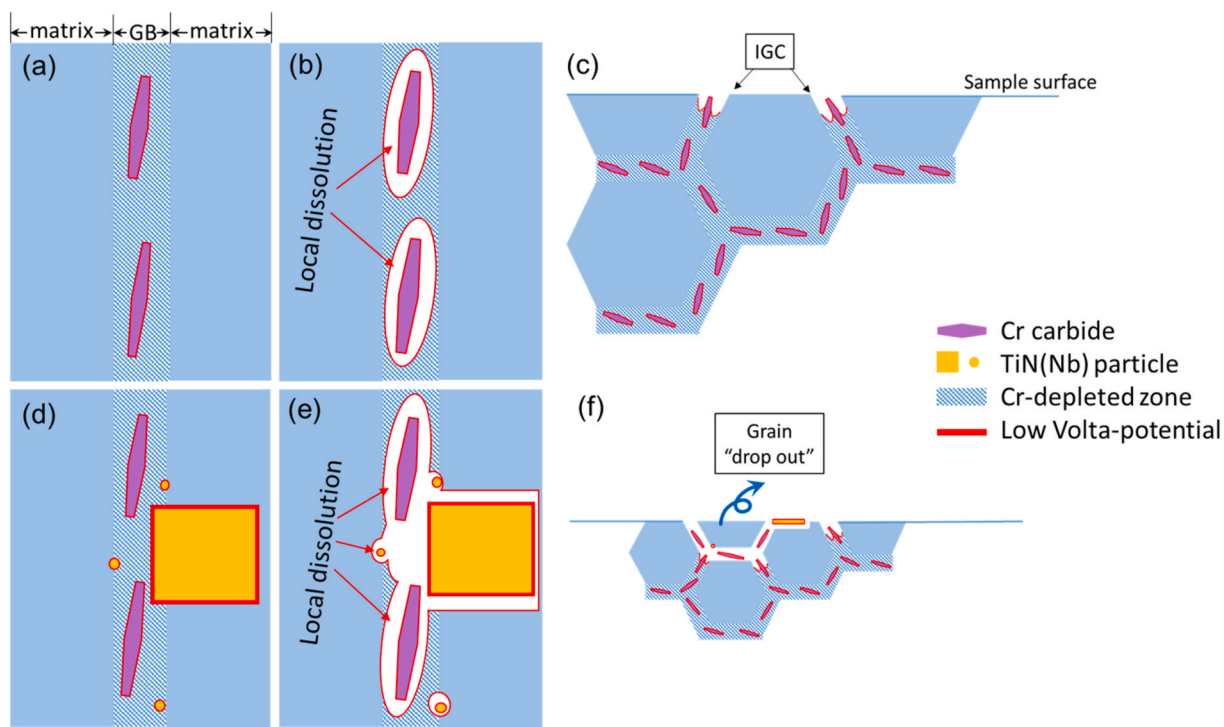 matrix GB matrix
(a)
(b)
Local dissolution
(c)
IGC
Sample surface
Cr carbide
TiN(Nb) particle
Cr-depleted zone
Low Volta-potential
(d)
(e)
Local dissolution
(f)
Grain
“drop out”